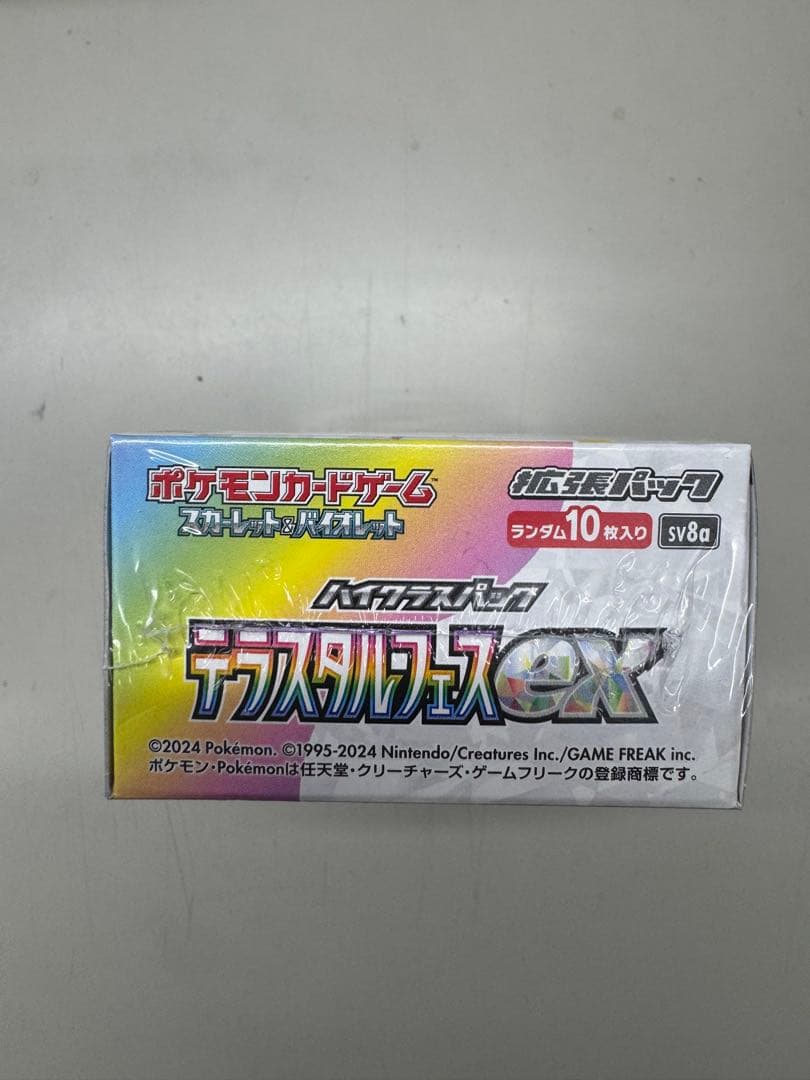 ポケモンカードゲーム™
スカーレット&バイオレット
拡張パック
ランダム10枚入り SV8a
ハイクラスパック
テラスタル・フェスex
©2024 Pokémon. ©1995-2024 Nintendo/Creatures Inc./GAME FREAK inc.
ポケモン・Pokémonは任天堂・クリーチャーズ・ゲームフリークの登録商標です。